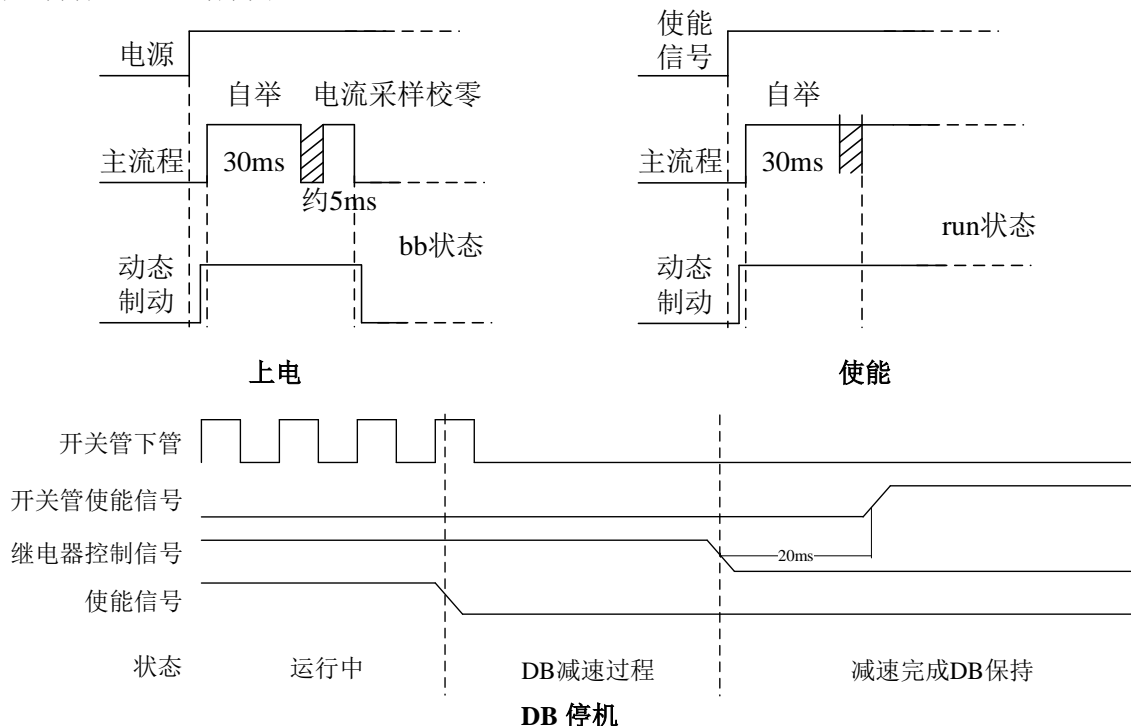 电源
自举
电流采样校零
主流程
30ms
约5ms
bb状态
动态
制动
上电
使能
信号
自举
主流程
30ms
run状态
动态
制动
使能
开关管下管
开关管使能信号
继电器控制信号
20ms
使能信号
状态
运行中
DB减速过程
减速完成DB保持
DB 停机